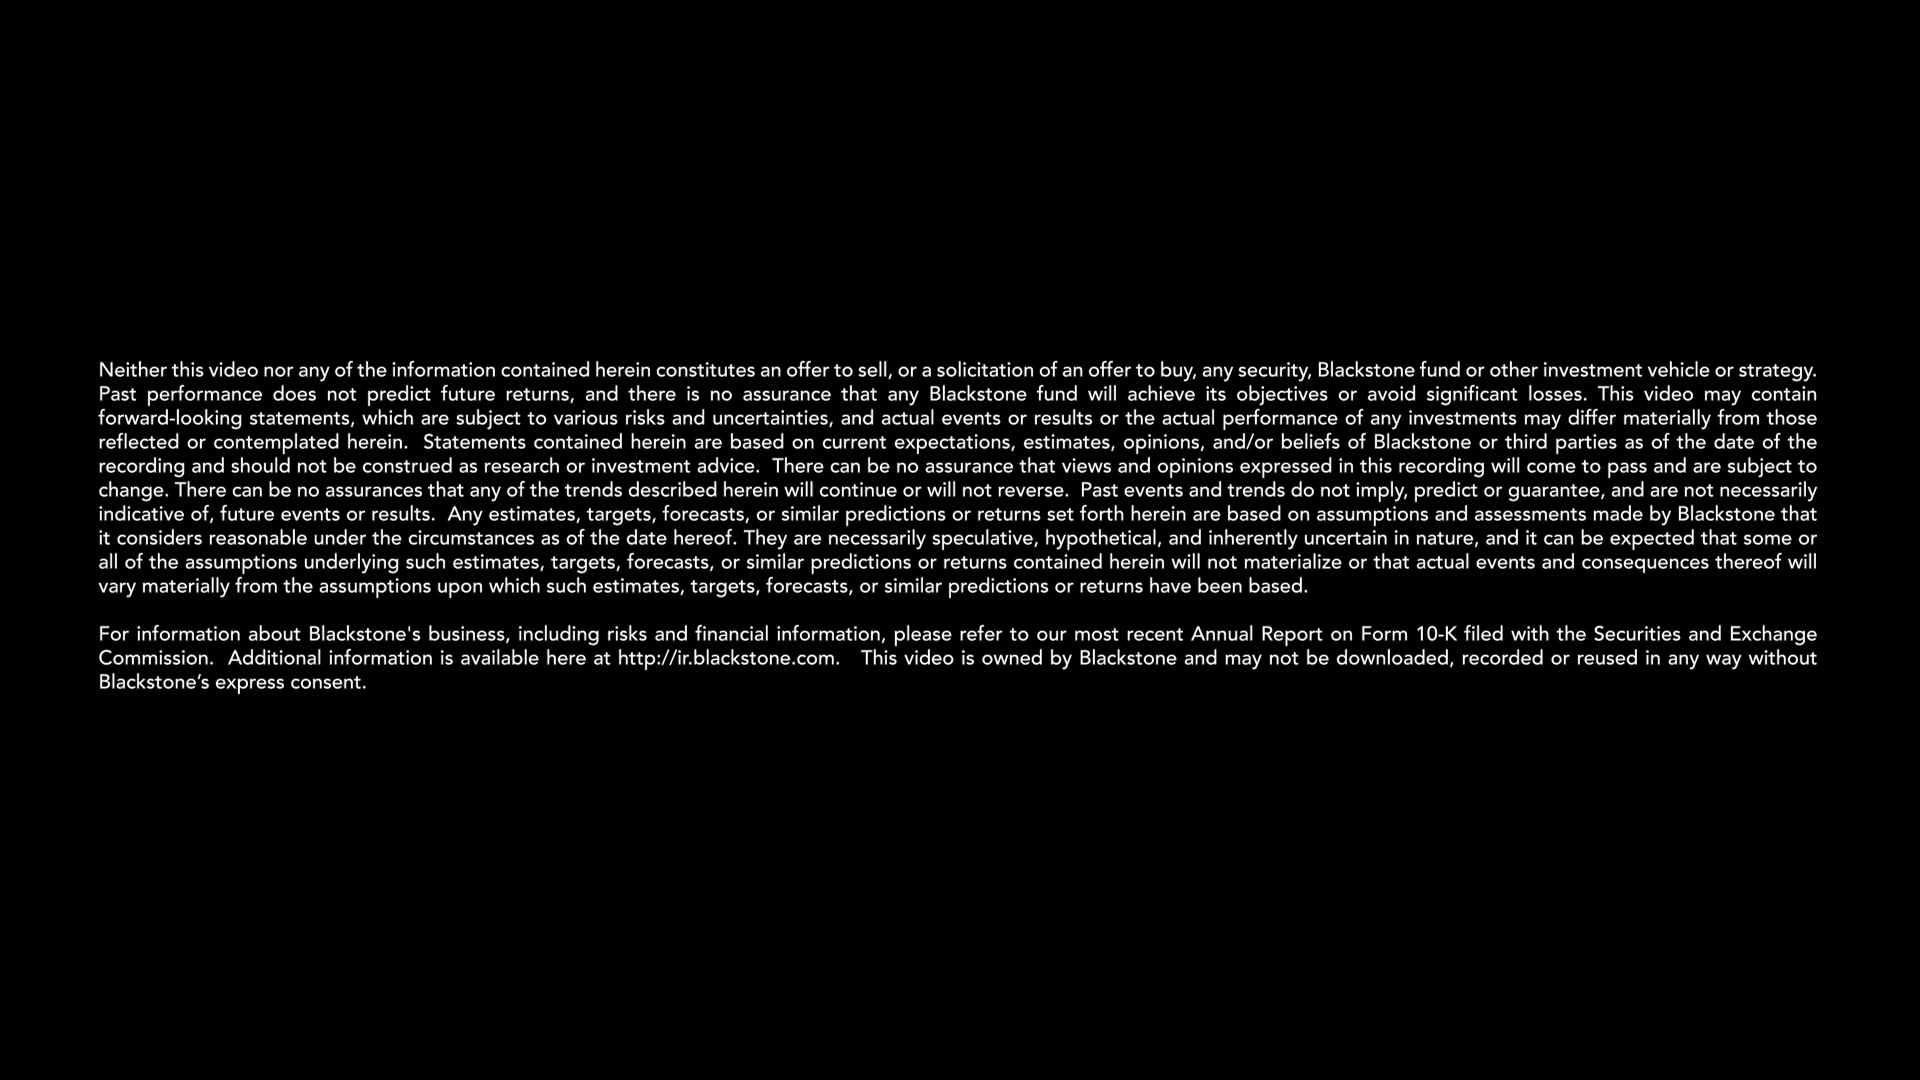 Neither this video nor any of the information contained herein constitutes an offer to sell, or a solicitation of an offer to buy, any security, Blackstone fund or other investment vehicle or strategy.
Past performance does not predict future returns, and there is no assurance that any Blackstone fund will achieve its objectives or avoid significant losses. This video may contain
forward-looking statements, which are subject to various risks and uncertainties, and actual events or results or the actual performance of any investments may differ materially from those
reflected or contemplated herein.  Statements contained herein are based on current expectations, estimates, opinions, and/or beliefs of Blackstone or third parties as of the date of the
recording and should not be construed as research or investment advice.  There can be no assurance that views and opinions expressed in this recording will come to pass and are subject to
change. There can be no assurances that any of the trends described herein will continue or will not reverse.  Past events and trends do not imply, predict or guarantee, and are not necessarily
indicative of, future events or results.  Any estimates, targets, forecasts, or similar predictions or returns set forth herein are based on assumptions and assessments made by Blackstone that
it considers reasonable under the circumstances as of the date hereof. They are necessarily speculative, hypothetical, and inherently uncertain in nature, and it can be expected that some or
all of the assumptions underlying such estimates, targets, forecasts, or similar predictions or returns contained herein will not materialize or that actual events and consequences thereof will
vary materially from the assumptions upon which such estimates, targets, forecasts, or similar predictions or returns have been based.
For information about Blackstone's business, including risks and financial information, please refer to our most recent Annual Report on Form 10-K filed with the Securities and Exchange
Commission.  Additional information is available here at http://ir.blackstone.com.   This video is owned by Blackstone and may not be downloaded, recorded or reused in any way without
Blackstone’s express consent.